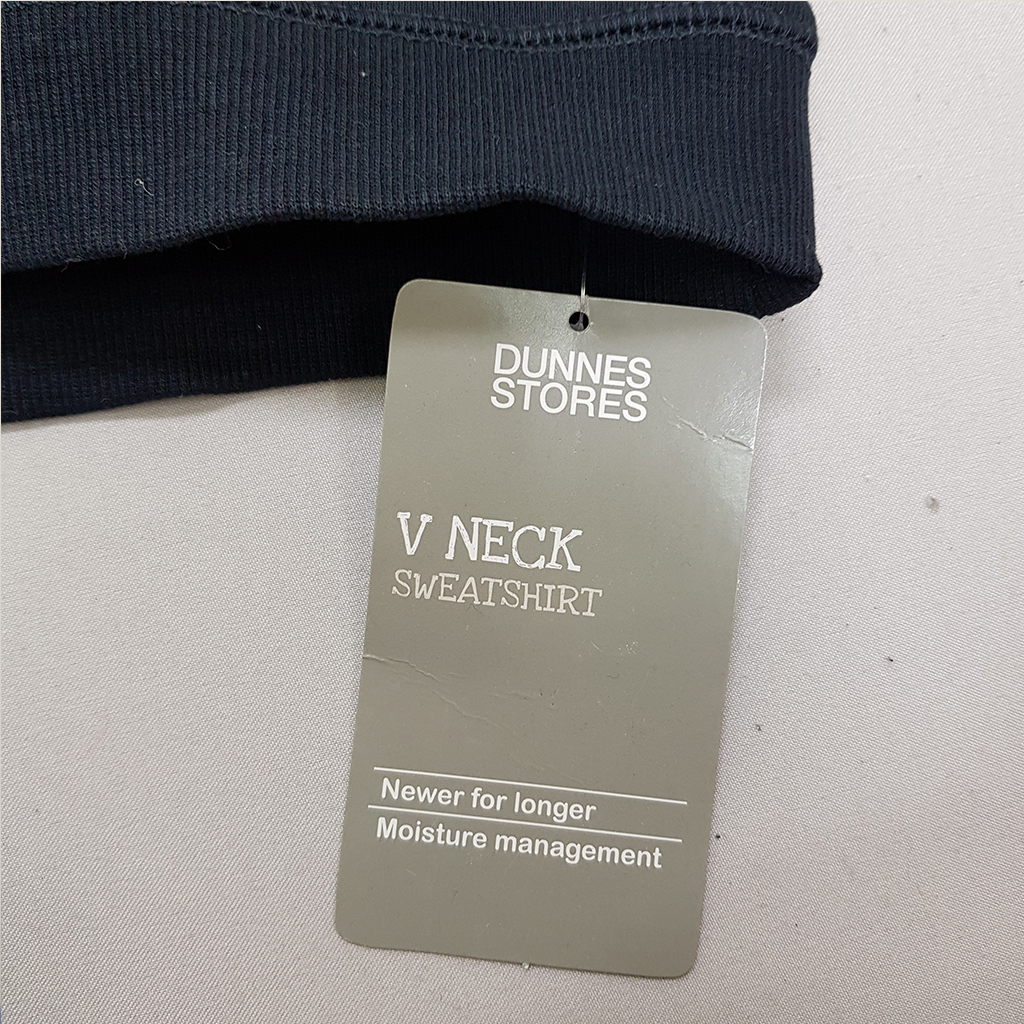 DUNNES
STORES
V NECK
SWEATSHIRT
Newer for longer
Moisture management